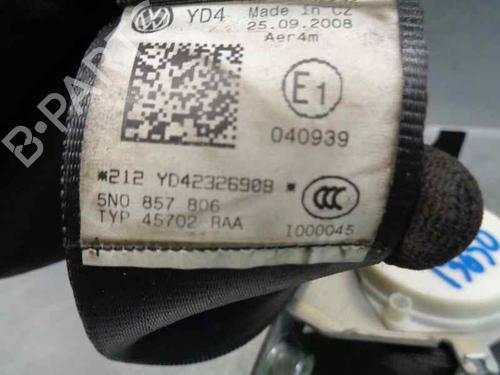 YD4 Made in CZ
25.09.2008
Aer4m
E1
040939
*212 YD42326908 *
5N0 857 806
TYP 45702 RAA
CCC
I000045
B-PARTS